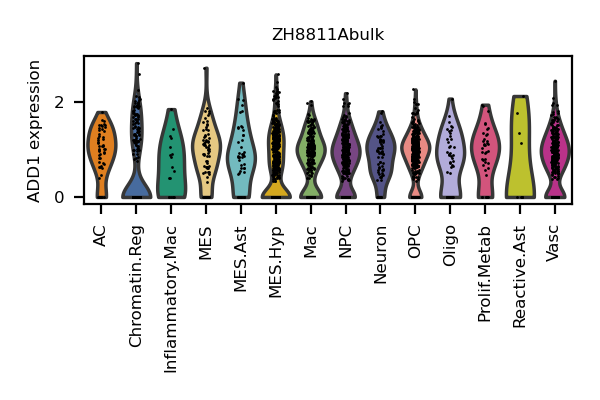 ZH8811Abulk
ADD1 expression
2
0
AC
Chromatin.Reg
Inflammatory.Mac
MES
MES.Ast
MES.Hyp
Mac
NPC
Neuron
OPC
Oligo
Prolif.Metab
Reactive.Ast
Vasc